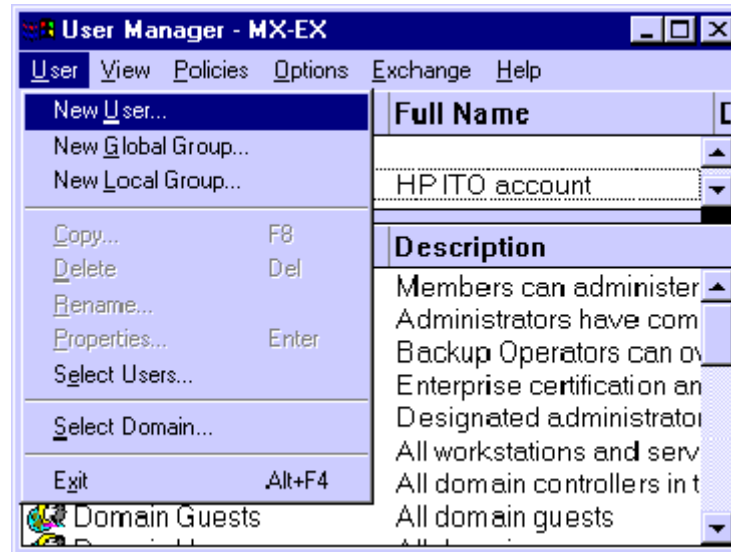 User Manager - MX-EX
User View Policies Options Exchange Help
New User...
New Global Group...
New Local Group...
Copy... F8
Delete Del
Rename...
Properties... Enter
Select Users...
Select Domain...
Exit Alt+F4
Full Name
HP ITO account
Description
Members can administer
Administrators have com
Backup Operators can
Enterprise certification an
Designated administrator
All workstations and serv
All domain controllers in t
Domain Guests All domain guests